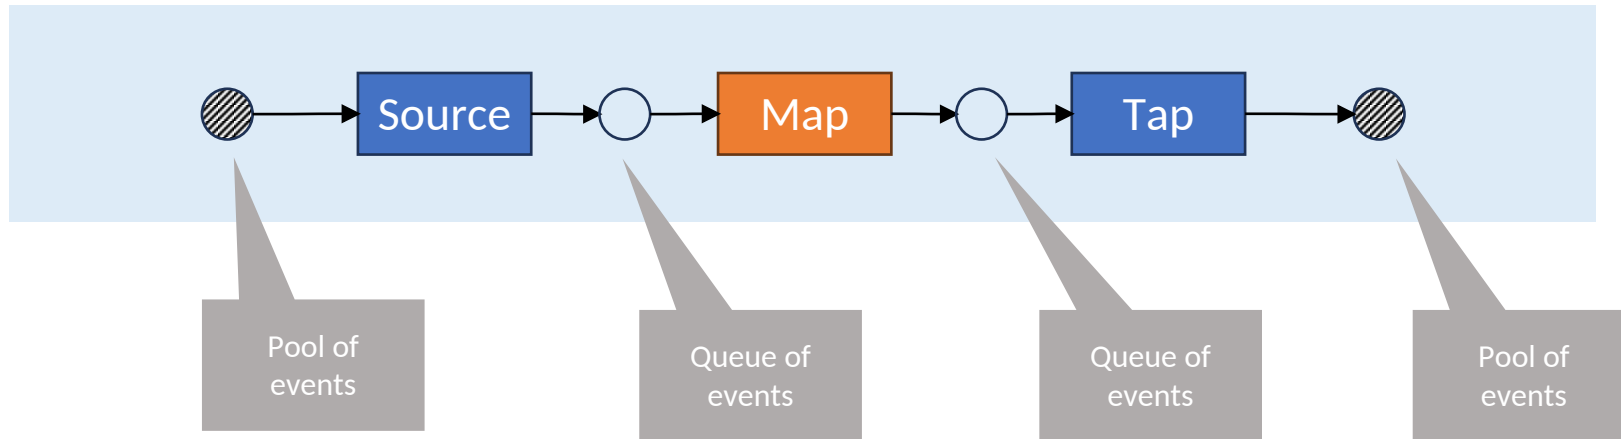 Source
Map
Tap
Pool of
events
Queue of
events
Queue of
events
Pool of
events